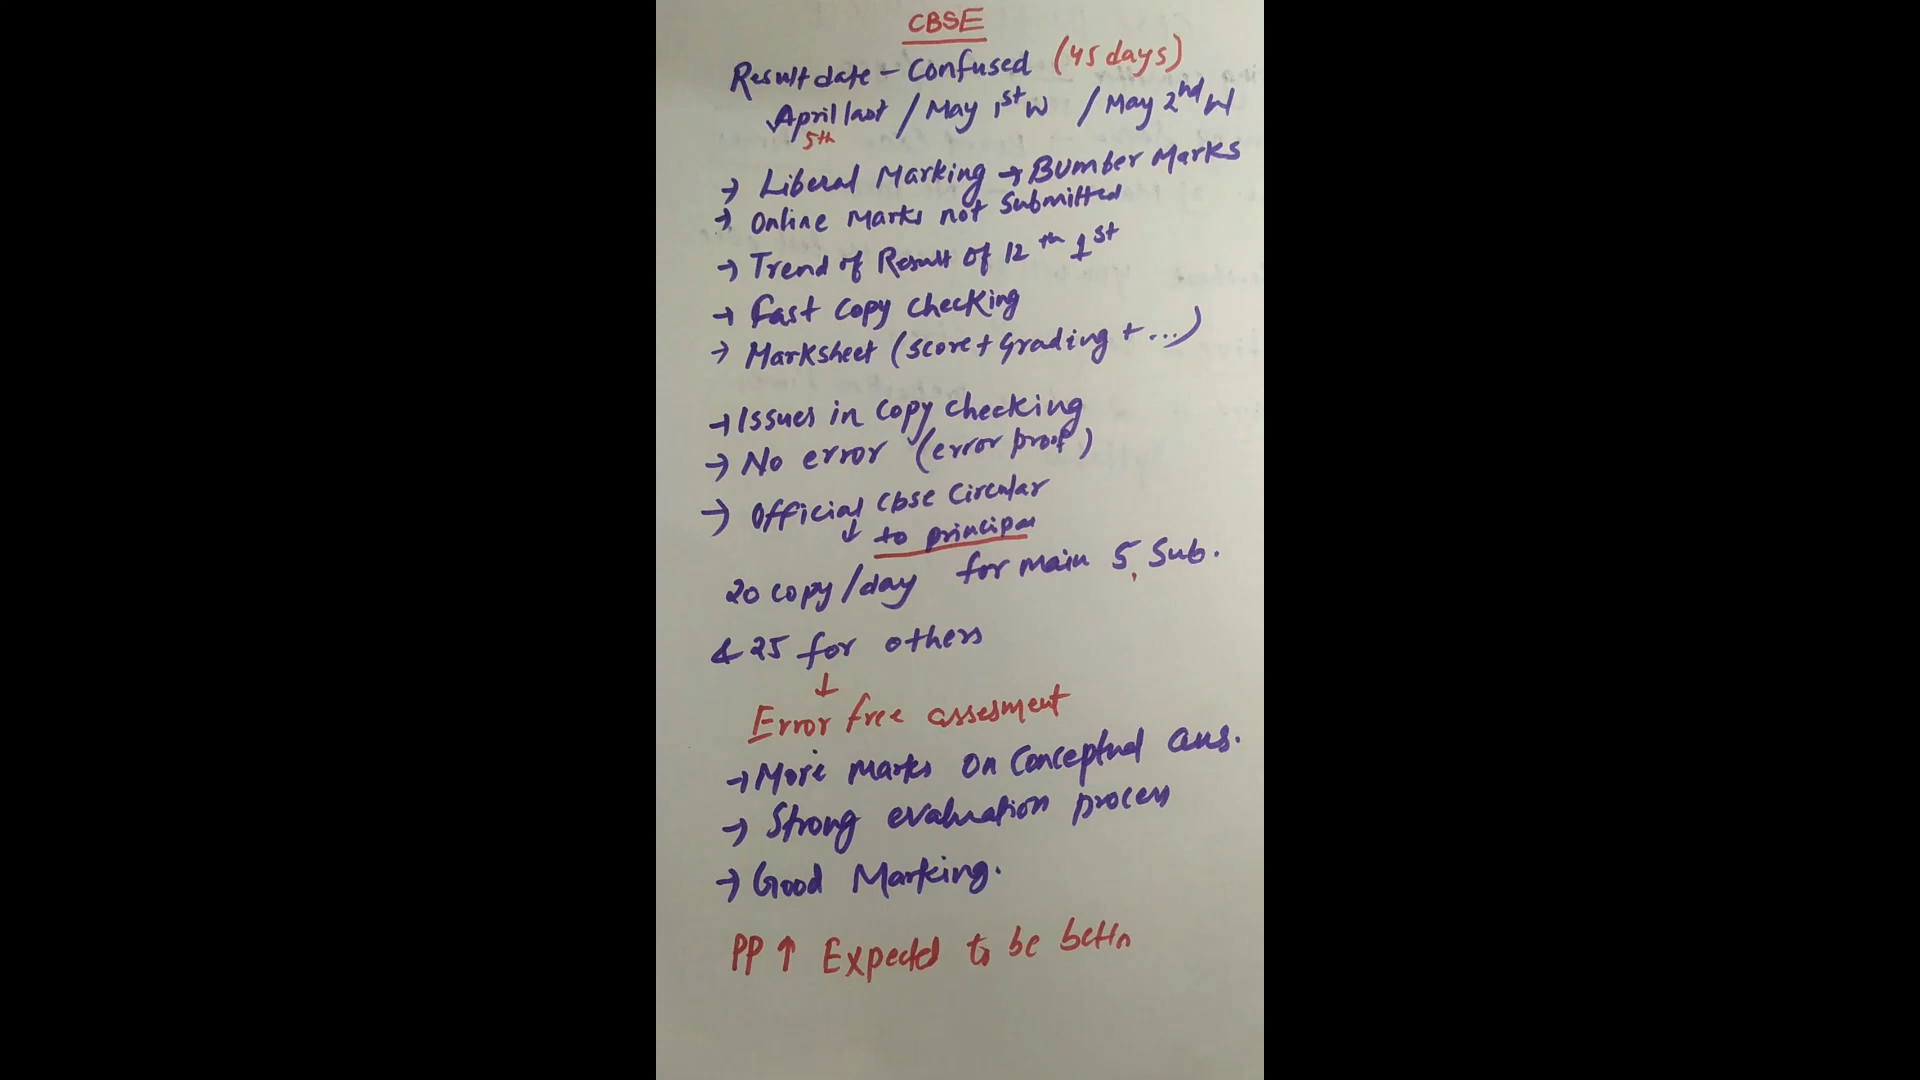 CBSE
Result date - Confused (45 days)
April last / May 1st W / May 2nd W
5th
→ Liberal Marking → Bumber Marks
→ Online Marks not Submitted
→ Trend of Result of 12th 1st
→ Fast Copy checking
→ Marksheet (score + Grading + ...)
→ Issues in Copy checking
→ No error (error proof)
→ Official Cbse Circular
↓ to principal
20 copy/day for main 5 Sub.
& 25 for others
↓
Error free assesment
→ More marks on Conceptual ans.
→ Strong evaluation process
→ Good Marking.
PP ↑ Expected to be better